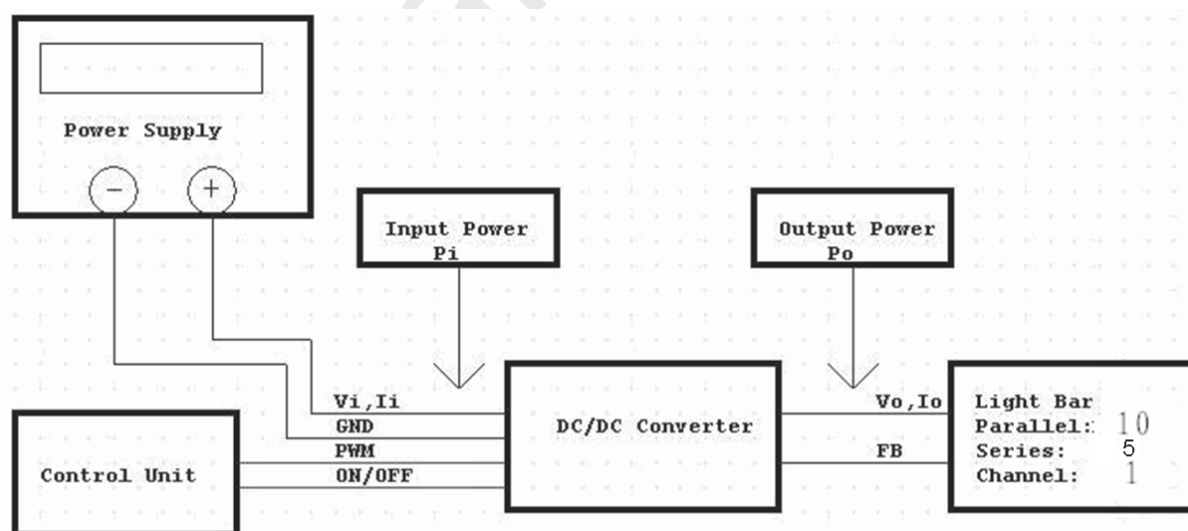 Power Supply
− +
Input Power
Pi
Output Power
Po
Vi,Ii
GND
PWM
ON/OFF
Control Unit
DC/DC Converter
Vo,Io
FB
Light Bar
Parallel: 10
Series: 5
Channel: 1